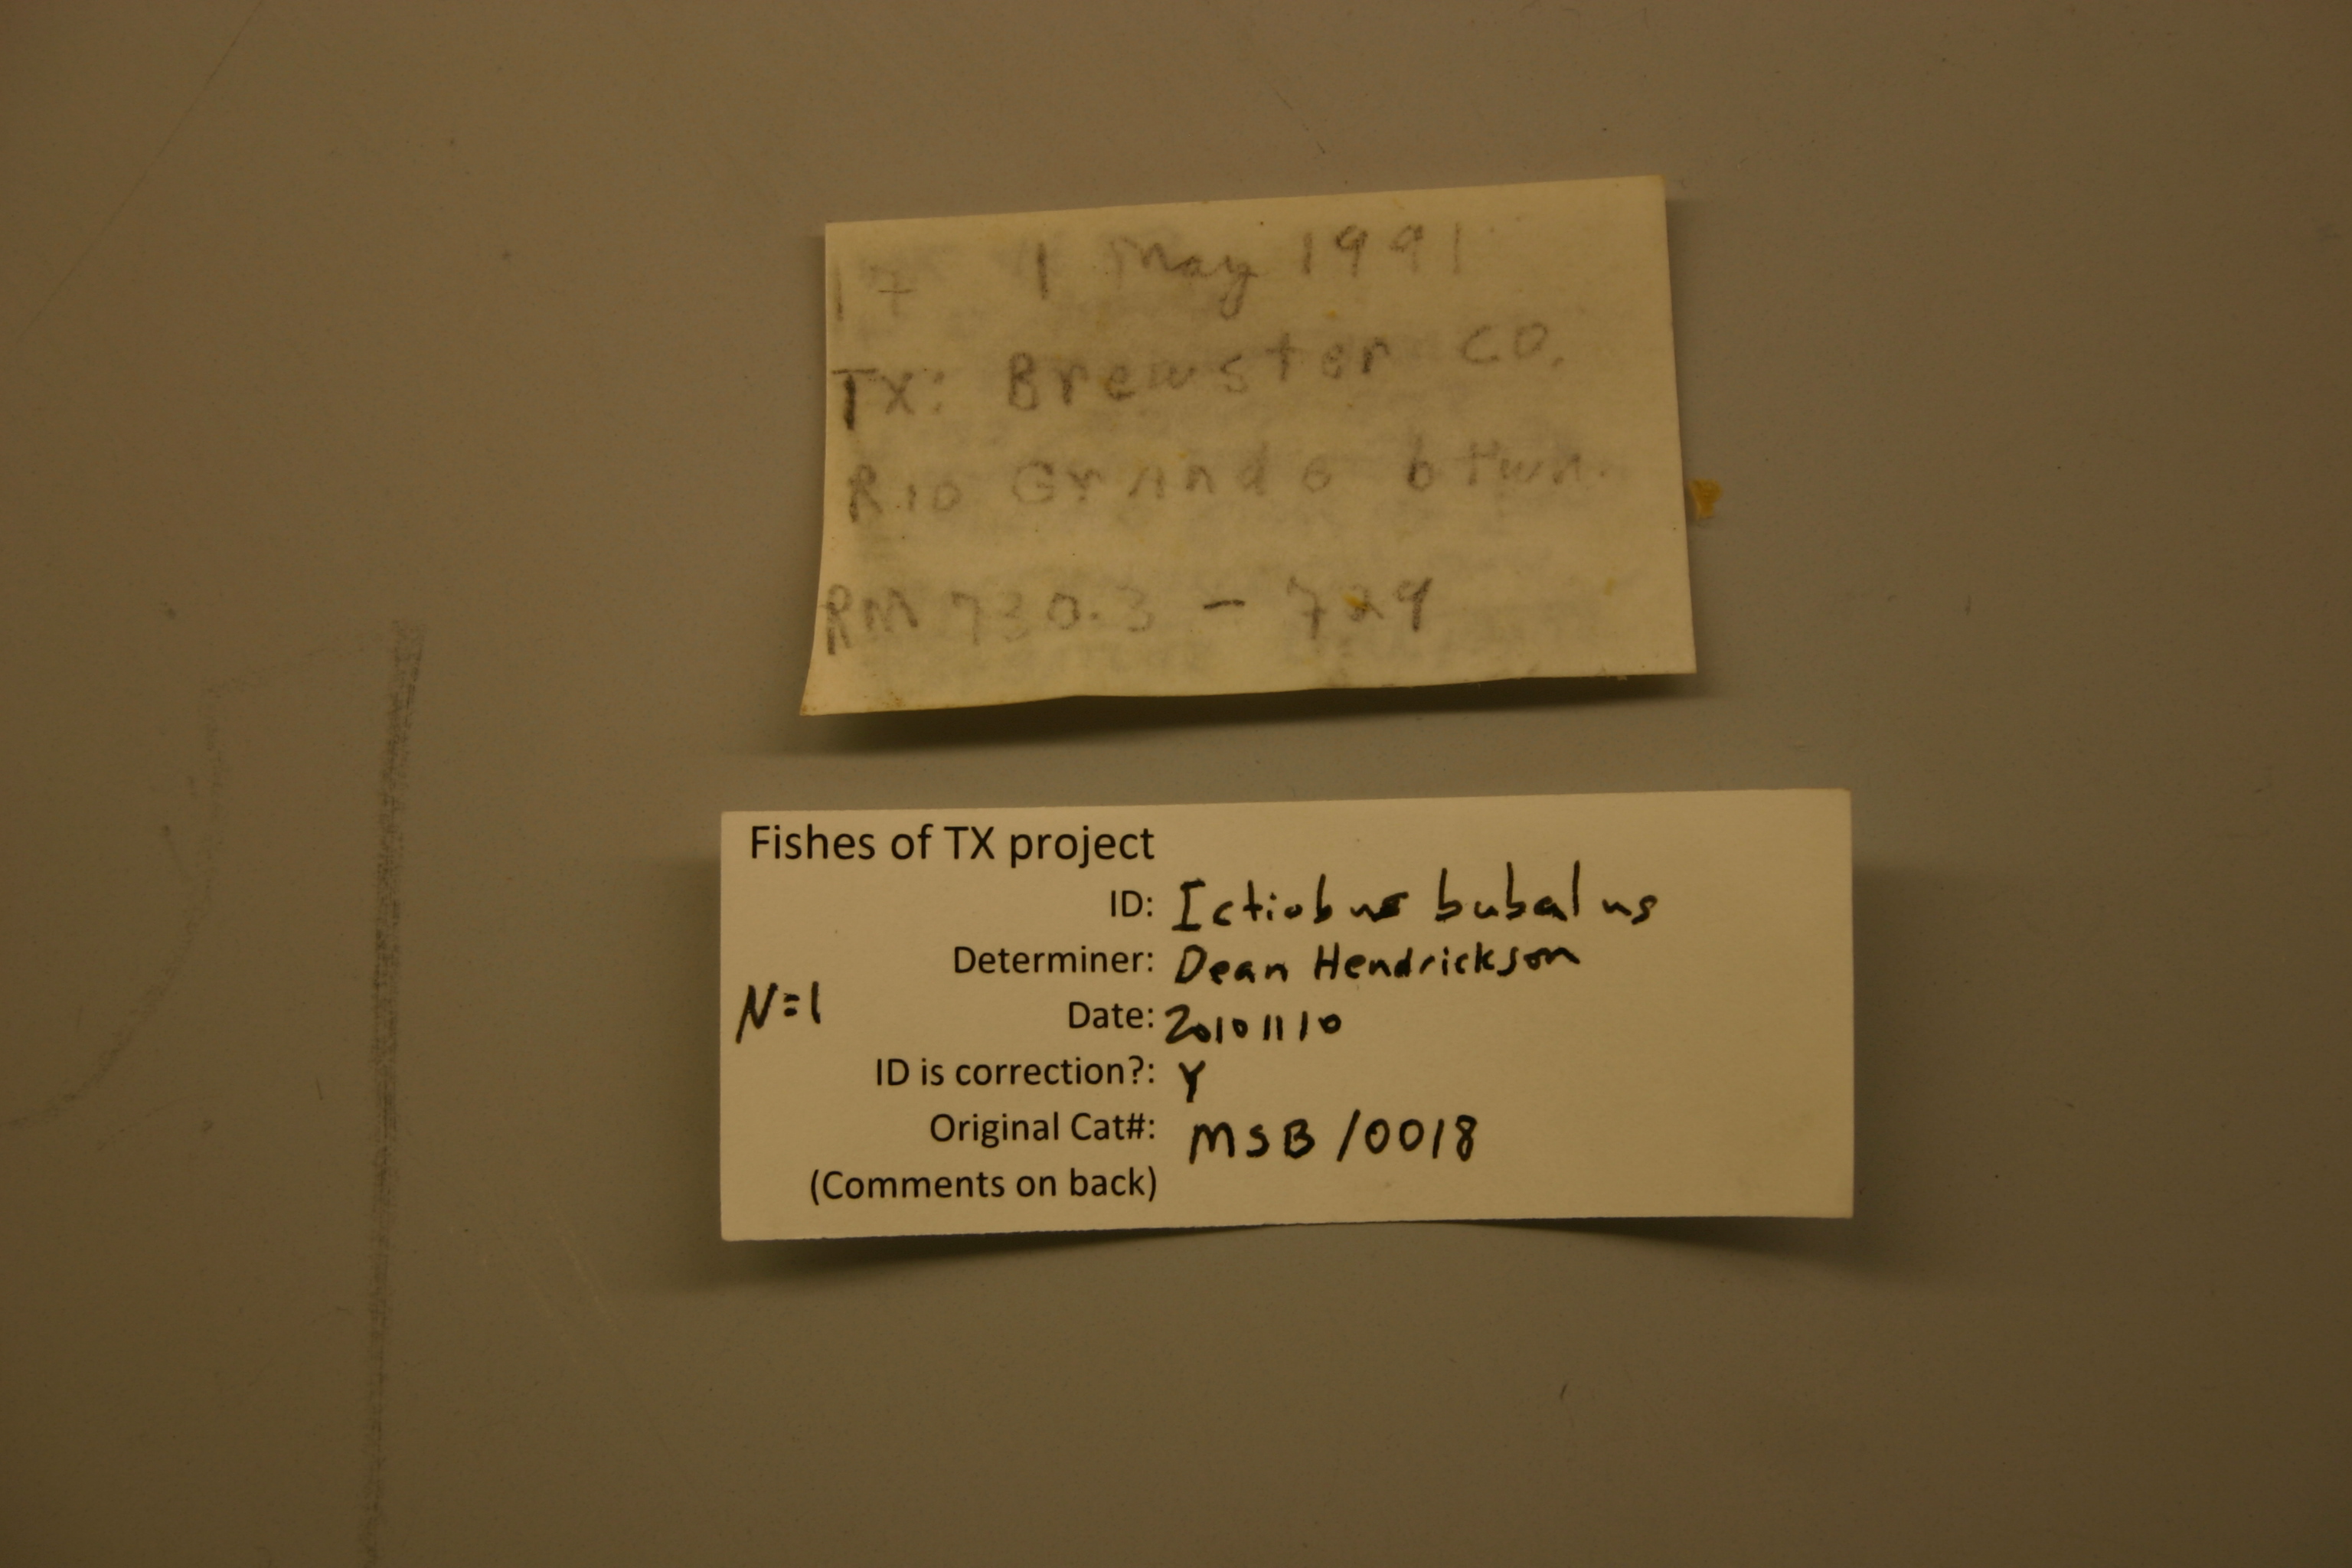 17 1 May 1991
TX: Brewster CO.
Rio Grande btwn.
RM 730.3 – 729
Fishes of TX project
ID: Ictiobus bubalus
Determiner: Dean Hendrickson
N=1
Date: 20101110
ID is correction?: Y
Original Cat#: MSB 10018
(Comments on back)